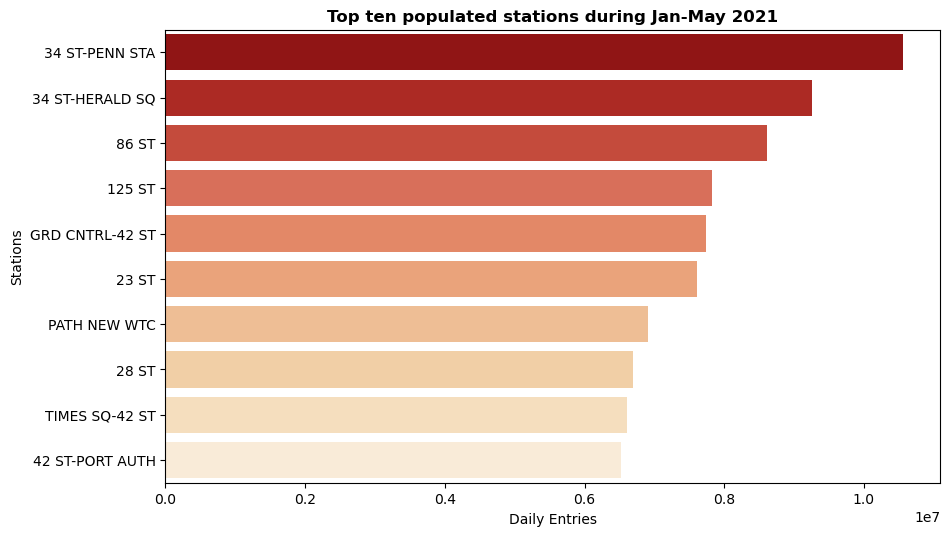 Top ten populated stations during Jan-May 2021
Stations
34 ST-PENN STA
34 ST-HERALD SQ
86 ST
125 ST
GRD CNTRL-42 ST
23 ST
PATH NEW WTC
28 ST
TIMES SQ-42 ST
42 ST-PORT AUTH
0.0 0.2 0.4 0.6 0.8 1.0
1e7
Daily Entries